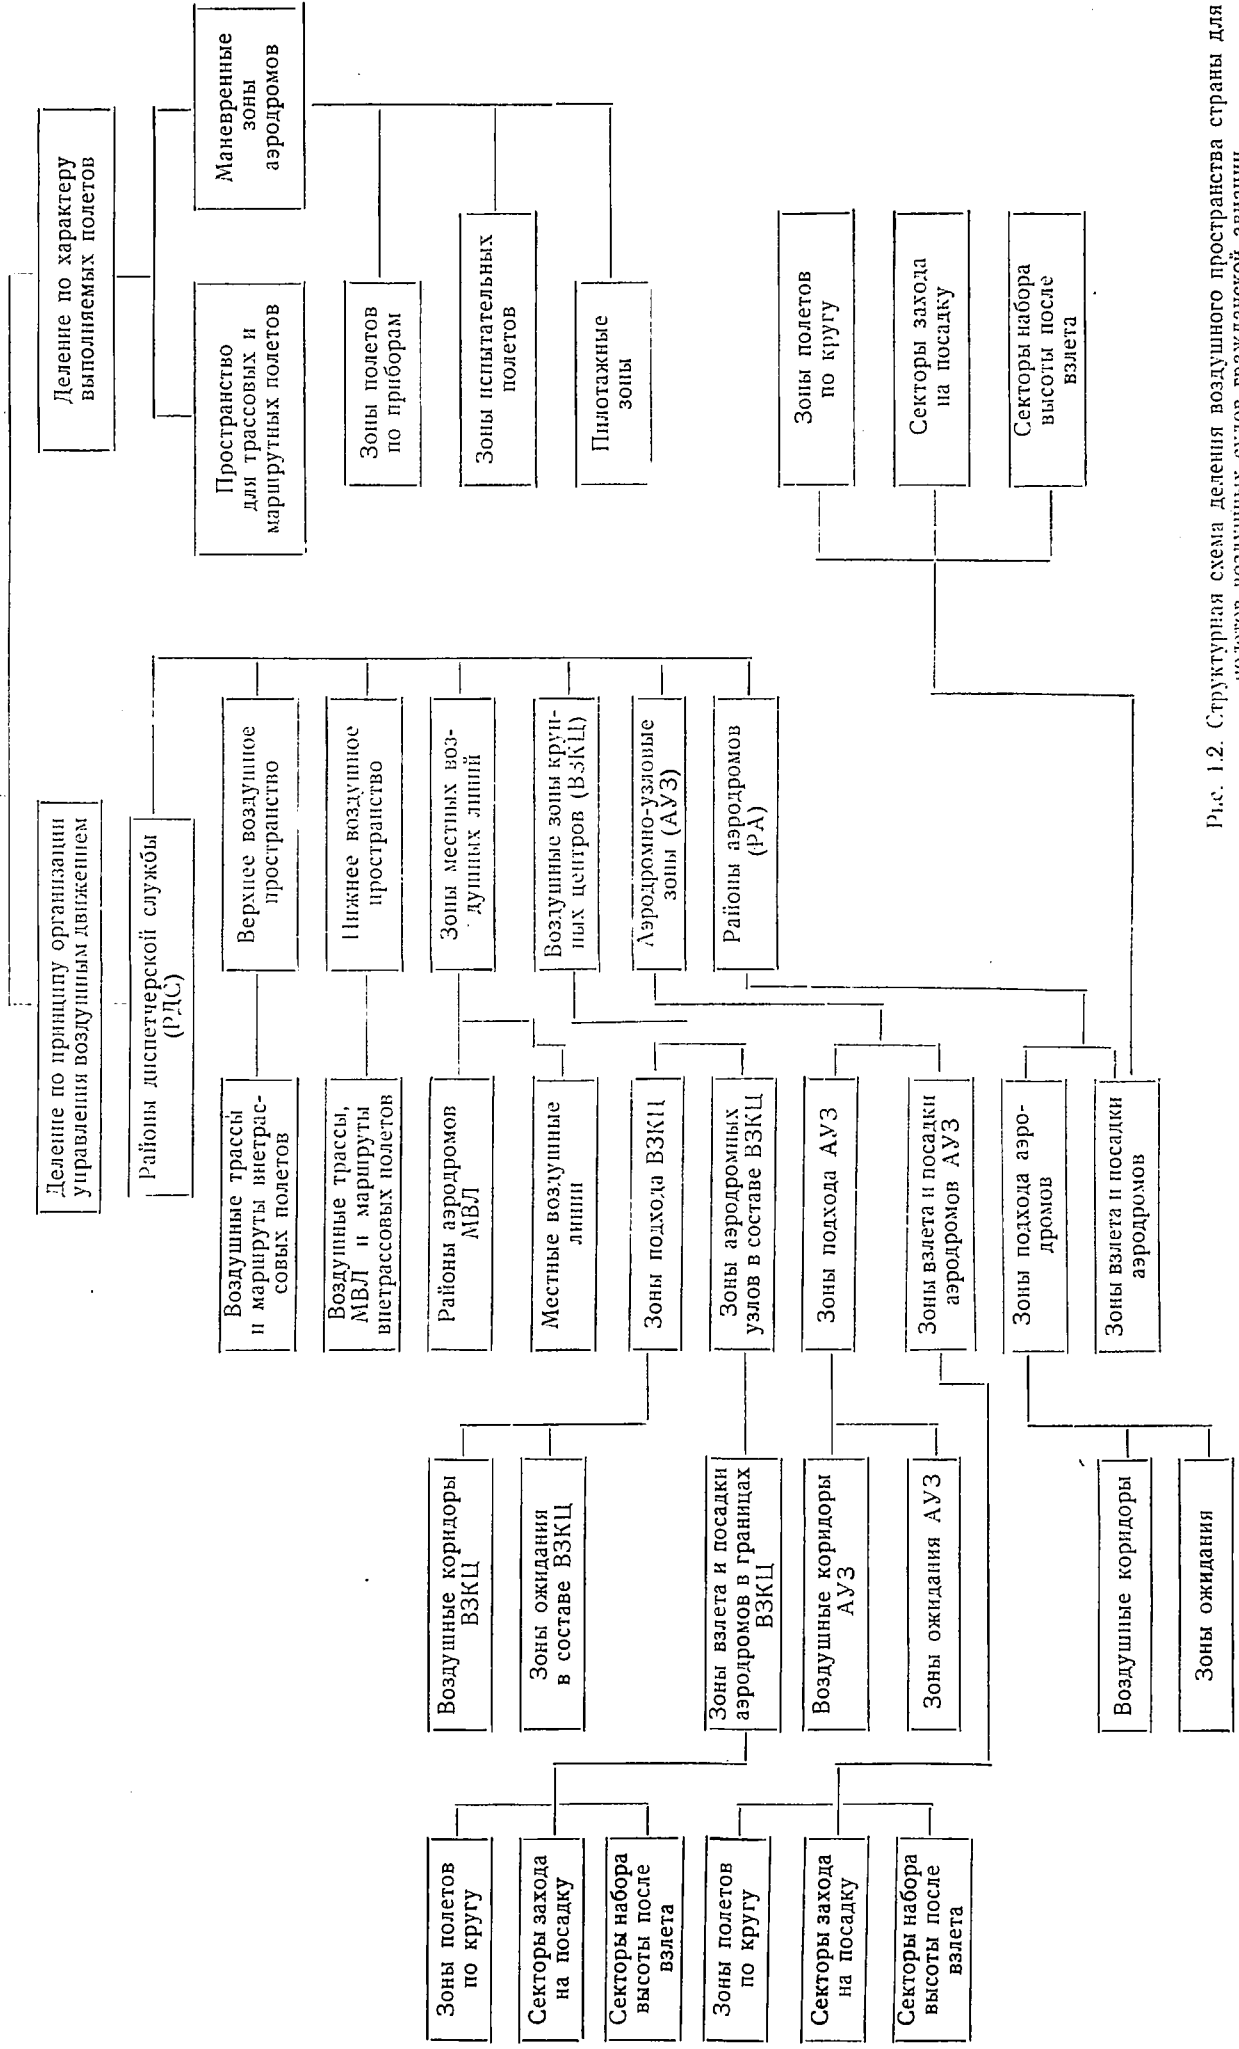 Деление по принципу организации
управления воздушным движением
Деление по характеру
выполняемых полетов
Районы диспетчерской службы
(РДС)
Пространство
для трассовых и
маршрутных полетов
Маневренные
зоны
аэродромов
Воздушные трассы
и маршруты внетрас-
совых полетов
Верхнее воздушное
пространство
Воздушные трассы,
МВЛ и маршруты
внетрассовых полетов
Нижнее воздушное
пространство
Зоны полетов
по приборам
Районы аэродромов
МВЛ
Зоны местных воз-
душных линий
Зоны испытательных
полетов
Местные воздушные
линии
Воздушные зоны круп-
ных центров (ВЗКЦ)
Пилотажные
зоны
Зоны подхода ВЗКЦ
Аэродромно-узловые
зоны (АУЗ)
Зоны аэродромных
узлов в составе ВЗКЦ
Районы аэродромов
(РА)
Зоны подхода АУЗ
Зоны взлета и посадки
аэродромов АУЗ
Зоны подхода аэро-
дромов
Зоны взлета и посадки
аэродромов
Зоны полетов
по кругу
Секторы захода
на посадку
Секторы набора
высоты после
взлета
Воздушные коридоры
ВЗКЦ
Зоны ожидания
в составе ВЗКЦ
Зоны взлета и посадки
аэродромов в границах
ВЗКЦ
Воздушные коридоры
АУЗ
Зоны ожидания АУЗ
Воздушные коридоры
Зоны ожидания
Зоны полетов
по кругу
Секторы захода
на посадку
Секторы набора
высоты после
взлета
Зоны полетов
по кругу
Секторы захода
на посадку
Секторы набора
высоты после
взлета
Рис. 1.2. Структурная схема деления воздушного пространства страны для
полетов воздушных судов гражданской авиации